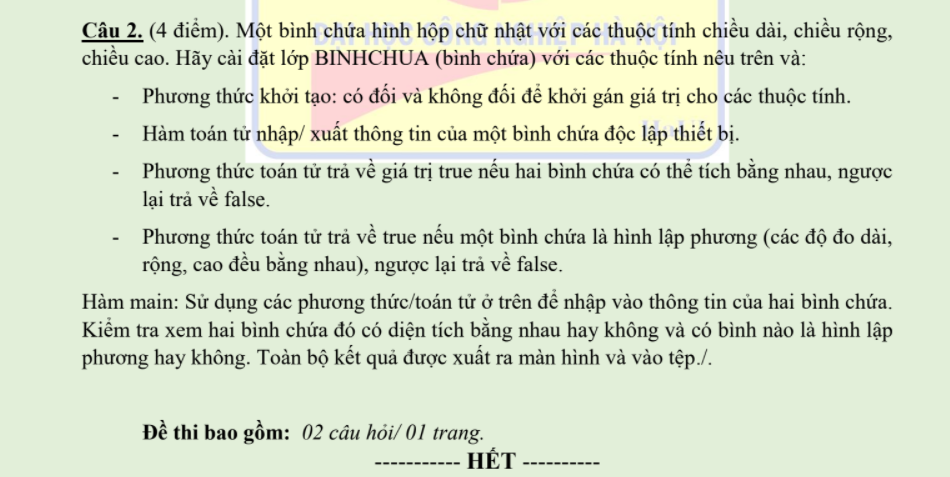 ĐẠI HỌC CÔNG NGHIỆP HÀ NỘI
Câu 2. (4 điểm). Một bình chứa hình hộp chữ nhật với các thuộc tính chiều dài, chiều rộng,
chiều cao. Hãy cài đặt lớp BINHCHUA (bình chứa) với các thuộc tính nêu trên và:
- Phương thức khởi tạo: có đối và không đối để khởi gán giá trị cho các thuộc tính.
- Hàm toán tử nhập/ xuất thông tin của một bình chứa độc lập thiết bị.
- Phương thức toán tử trả về giá trị true nếu hai bình chứa có thể tích bằng nhau, ngược
lại trả về false.
- Phương thức toán tử trả về true nếu một bình chứa là hình lập phương (các độ đo dài,
rộng, cao đều bằng nhau), ngược lại trả về false.
Hàm main: Sử dụng các phương thức/toán tử ở trên để nhập vào thông tin của hai bình chứa.
Kiểm tra xem hai bình chứa đó có diện tích bằng nhau hay không và có bình nào là hình lập
phương hay không. Toàn bộ kết quả được xuất ra màn hình và vào tệp./.
Đề thi bao gồm: 02 câu hỏi/ 01 trang.
----------- HẾT ----------